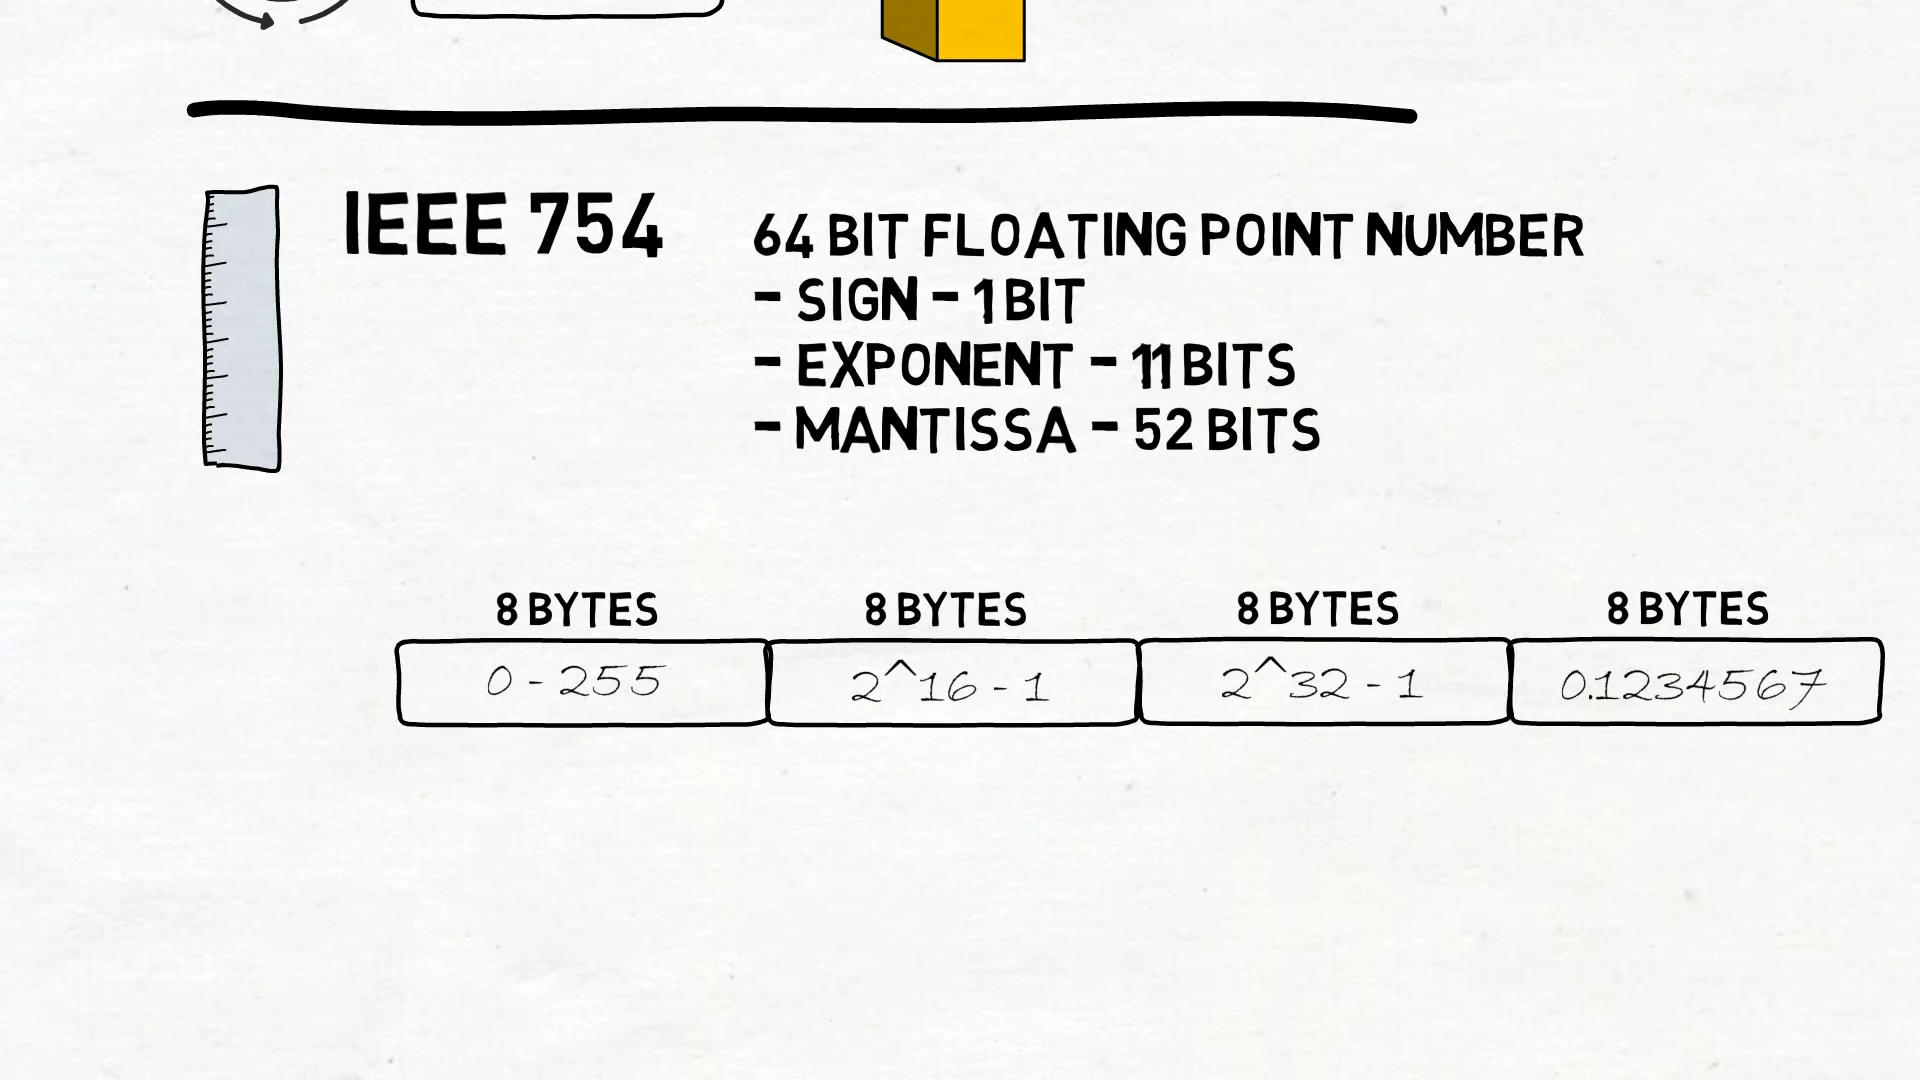 IEEE 754
64 BIT FLOATING POINT NUMBER
- SIGN - 1 BIT
- EXPONENT - 11 BITS
- MANTISSA - 52 BITS
8 BYTES 8 BYTES 8 BYTES 8 BYTES
0 - 255 2^16 - 1 2^32 - 1 0.1234567